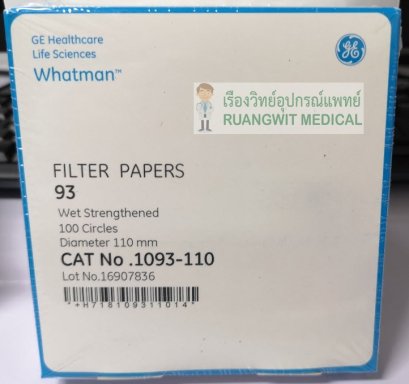 GE Healthcare
Life Sciences
Whatman™
เรืองวิทย์อุปกรณ์แพทย์
RUANGWIT MEDICAL
FILTER PAPERS
93
Wet Strengthened
100 Circles
Diameter 110 mm
CAT No .1093-110
Lot No.16907836
*+H718109311014*